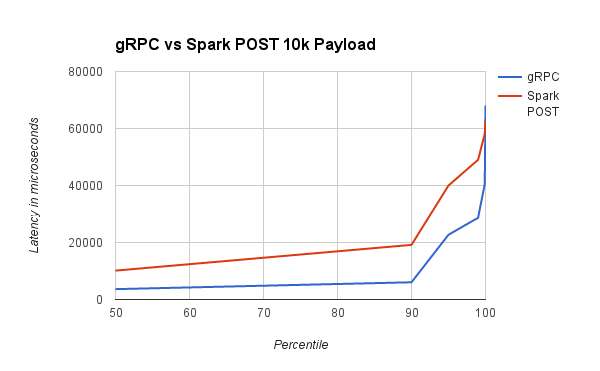 gRPC vs Spark POST 10k Payload
80000
60000
40000
20000
0
50
60
70
80
90
100
Latency in microseconds
Percentile
gRPC
Spark
POST